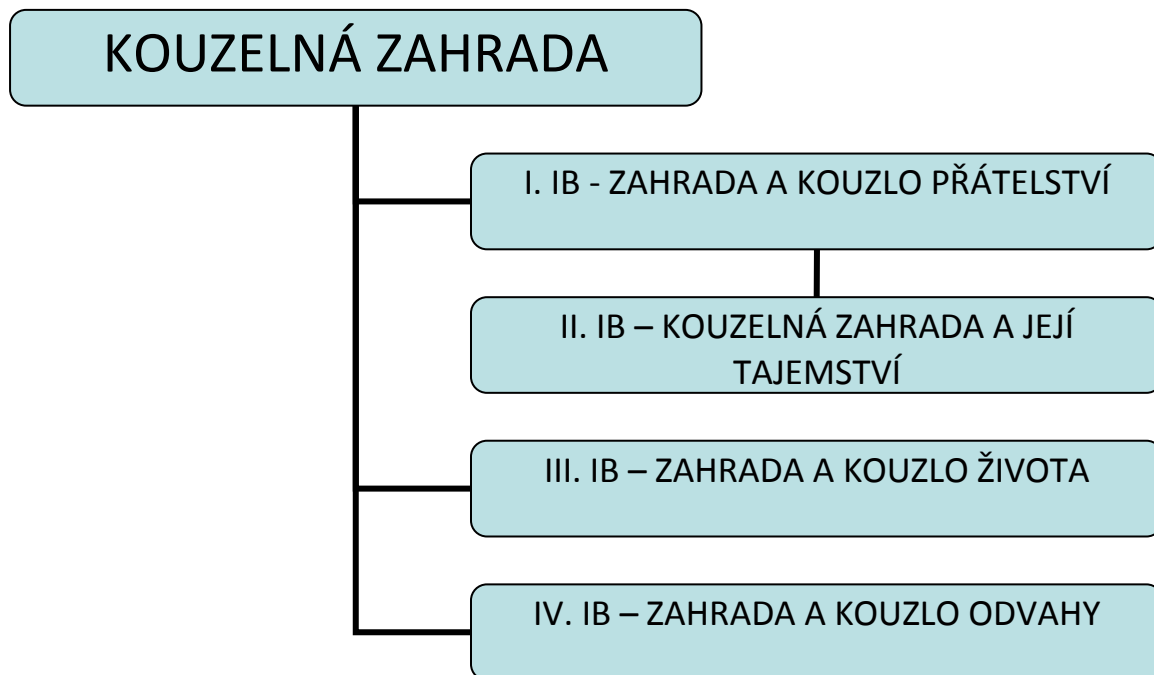 KOUZELNÁ ZAHRADA
I. IB - ZAHRADA A KOUZLO PŘÁTELSTVÍ
II. IB – KOUZELNÁ ZAHRADA A JEJÍ
TAJEMSTVÍ
III. IB – ZAHRADA A KOUZLO ŽIVOTA
IV. IB – ZAHRADA A KOUZLO ODVAHY